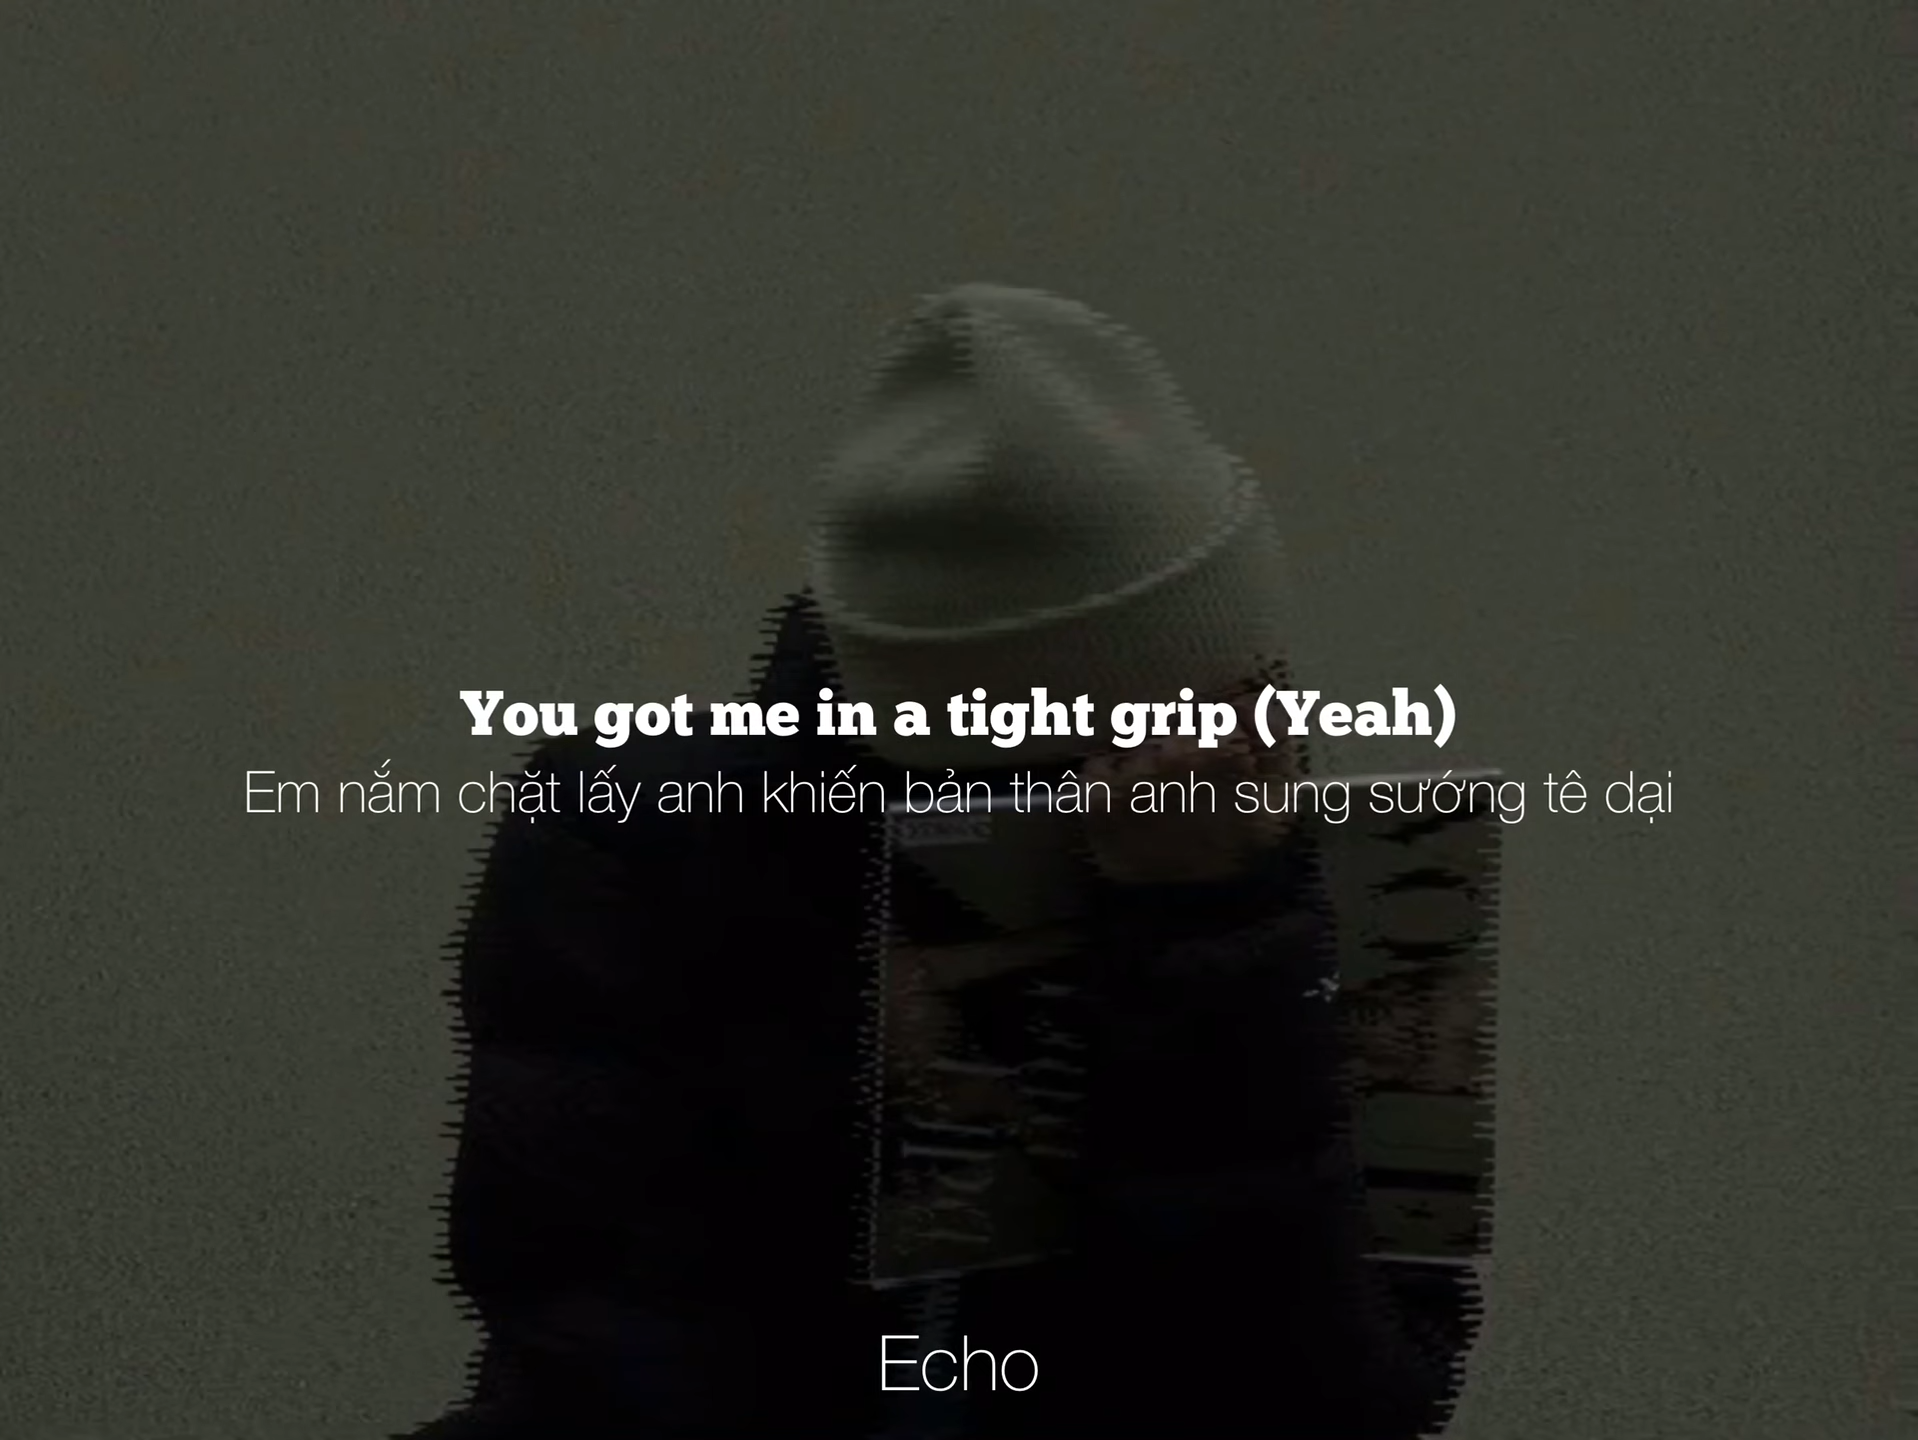 You got me in a tight grip (Yeah)
Em nắm chặt lấy anh khiến bản thân anh sung sướng tê dại
Echo